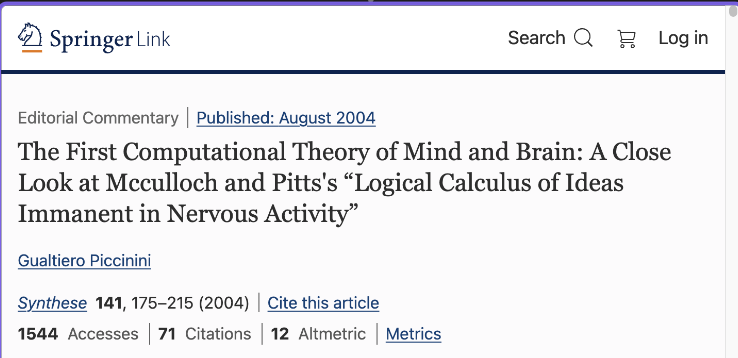 Springer Link Search Log in
Editorial Commentary | Published: August 2004
The First Computational Theory of Mind and Brain: A Close
Look at Mcculloch and Pitts's “Logical Calculus of Ideas
Immanent in Nervous Activity”
Gualtiero Piccinini
Synthese 141, 175–215 (2004) | Cite this article
1544 Accesses | 71 Citations | 12 Altmetric | Metrics